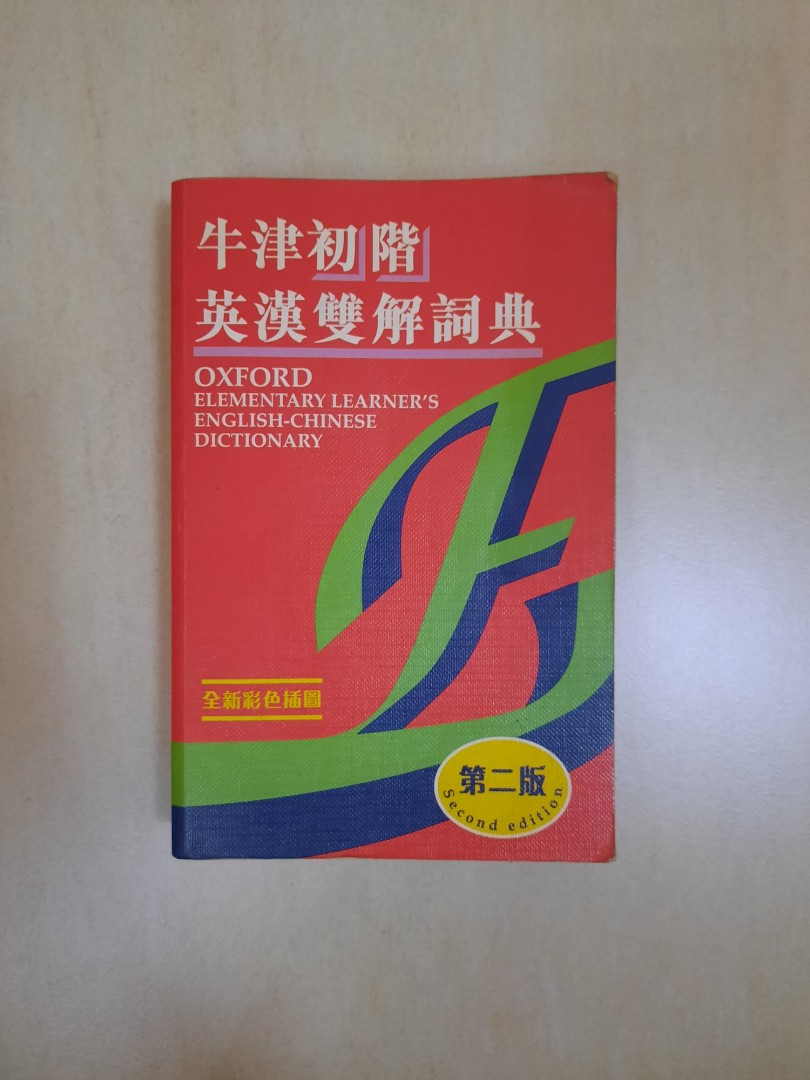 牛津初階
英漢雙解詞典
OXFORD
ELEMENTARY LEARNER'S
ENGLISH-CHINESE
DICTIONARY
全新彩色插圖
第二版
Second edition